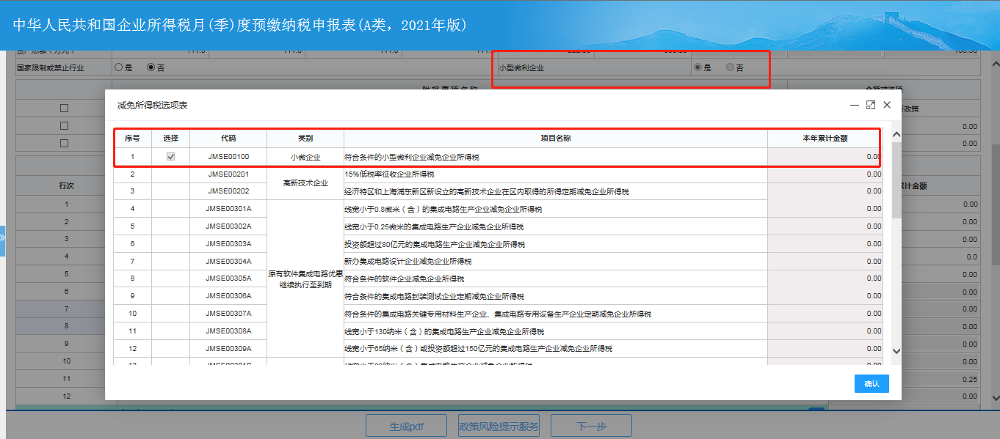 中华人民共和国企业所得税月(季)度预缴纳税申报表(A类，2021年版)
国家限制或禁止行业 是 否 小型微利企业 是 否
附报事项名称 金额或选项
减免所得税选项表
政策
0.00
0.00
序号 选择 代码 类别 项目名称 本年累计金额
1 JMSE00100 小微企业 符合条件的小型微利企业减免企业所得税 0.00
2 JMSE00201 高新技术企业 15%低税率征收企业所得税 0.00
3 JMSE00202 经济特区和上海浦东新区新设立的高新技术企业在区内取得的所得定期减免企业所得税 0.00
4 JMSE00301A 线宽小于0.8微米（含）的集成电路生产企业减免企业所得税 0.00
5 JMSE00302A 线宽小于0.25微米的集成电路生产企业减免企业所得税 0.00
6 JMSE00303A 投资额超过80亿元的集成电路生产企业减免企业所得税 0.00
7 JMSE00304A 新办集成电路设计企业减免企业所得税 0.00
原有软件集成电路优惠继续执行至到期
8 JMSE00305A 符合条件的软件企业减免企业所得税 0.00
9 JMSE00306A 符合条件的集成电路封装测试企业定期减免企业所得税 0.00
10 JMSE00307A 符合条件的集成电路关键专用材料生产企业、集成电路专用设备生产企业定期减免企业所得税 0.00
11 JMSE00308A 线宽小于130纳米（含）的集成电路生产企业减免企业所得税 0.00
12 JMSE00309A 线宽小于65纳米（含）或投资额超过150亿元的集成电路生产企业减免企业所得税 0.00
确认
行次 累计金额
1 0.00
2 0.00
3 0.00
4 0.0
5 0.00
6 0.00
7 0.00
8 0.00
9 0.00
10 0.00
11 0.25
12 0.00
生成pdf 政策风险提示服务 下一步